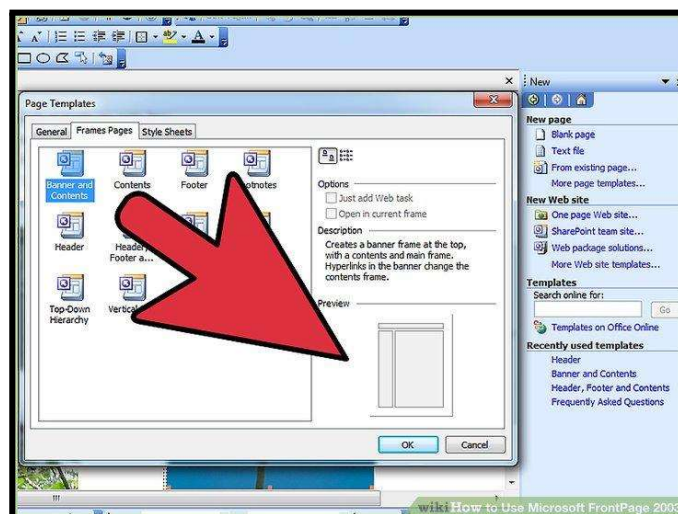 New
Page Templates
General
Frames Pages
Style Sheets
Banner and
Contents
Contents
Footer
Header
Footer a...
Top-Down
Hierarchy
Options
Just add Web task
Open in current frame
Description
Creates a banner frame at the top,
with a contents and main frame.
Hyperlinks in the banner change the
contents frame.
Preview
OK
Cancel
New page
Blank page
Text file
From existing page...
More page templates...
New Web site
One page Web site...
SharePoint team site...
Web package solutions...
More Web site templates...
Templates
Search online for:
Go
Templates on Office Online
Recently used templates
Header
Banner and Contents
Header, Footer and Contents
Frequently Asked Questions
wikiHow to Use Microsoft FrontPage 2003